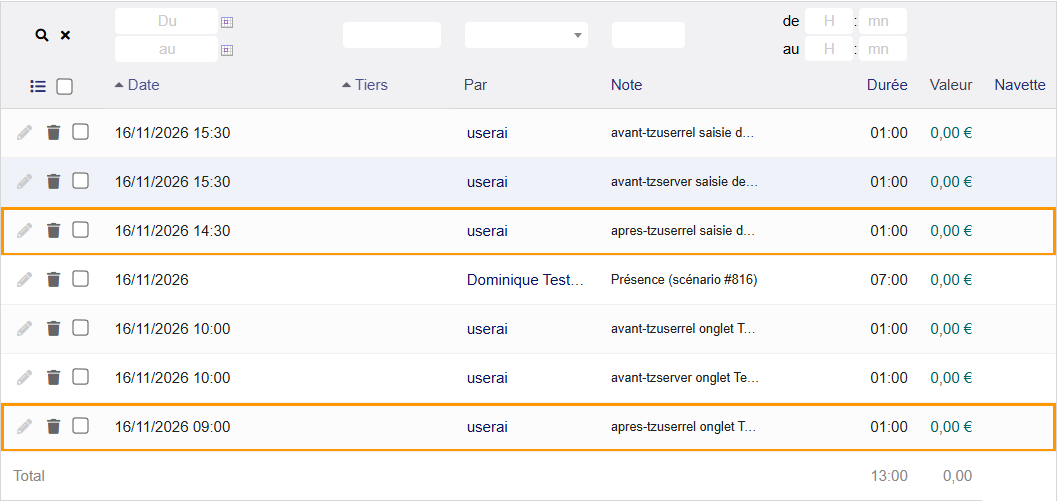 Du
au
de H : mn
au H : mn
Date Tiers Par Note Durée Valeur Navette
16/11/2026 15:30 userai avant-tzuserrel saisie d… 01:00 0,00 €
16/11/2026 15:30 userai avant-tzserver saisie de… 01:00 0,00 €
16/11/2026 14:30 userai apres-tzuserrel saisie d… 01:00 0,00 €
16/11/2026 Dominique Test… Présence (scénario #816) 07:00 0,00 €
16/11/2026 10:00 userai avant-tzuserrel onglet T… 01:00 0,00 €
16/11/2026 10:00 userai avant-tzserver onglet Te… 01:00 0,00 €
16/11/2026 09:00 userai apres-tzuserrel onglet T… 01:00 0,00 €
Total 13:00 0,00